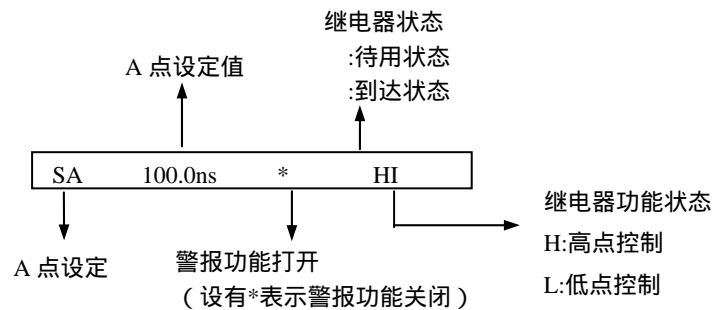 继电器状态
:待用状态
A 点设定值
:到达状态
SA 100.0ns * HI
继电器功能状态
A 点设定
警报功能打开
H:高点控制
(设有*表示警报功能关闭)
L:低点控制